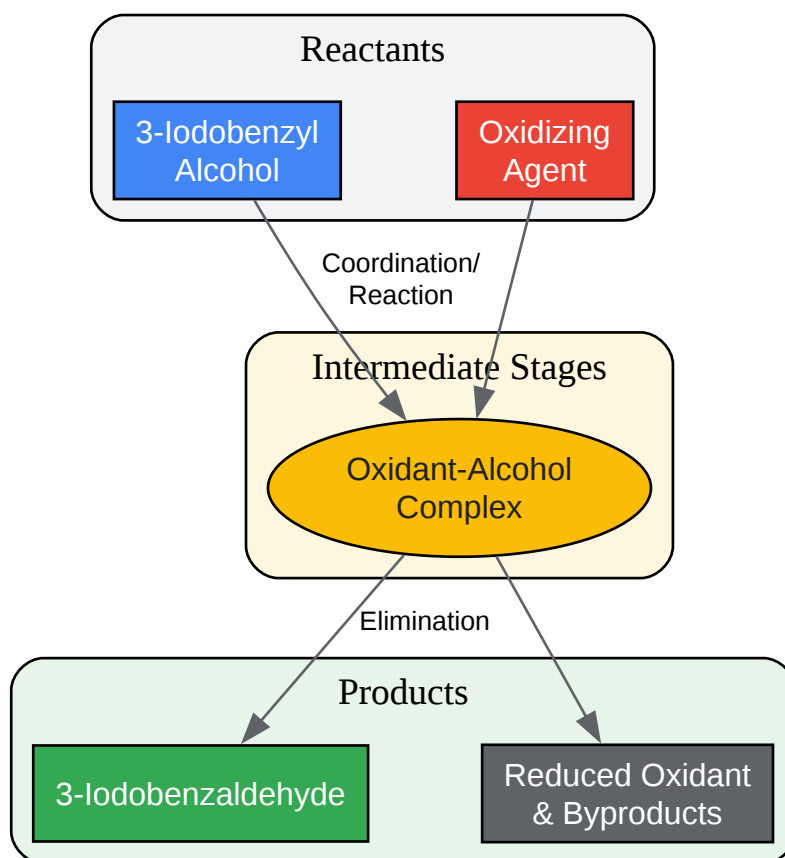 Reactants
3-Iodobenzyl
Alcohol
Oxidizing
Agent
Coordination/
Reaction
Intermediate Stages
Oxidant-Alcohol
Complex
Elimination
Products
3-Iodobenzaldehyde
Reduced Oxidant
& Byproducts